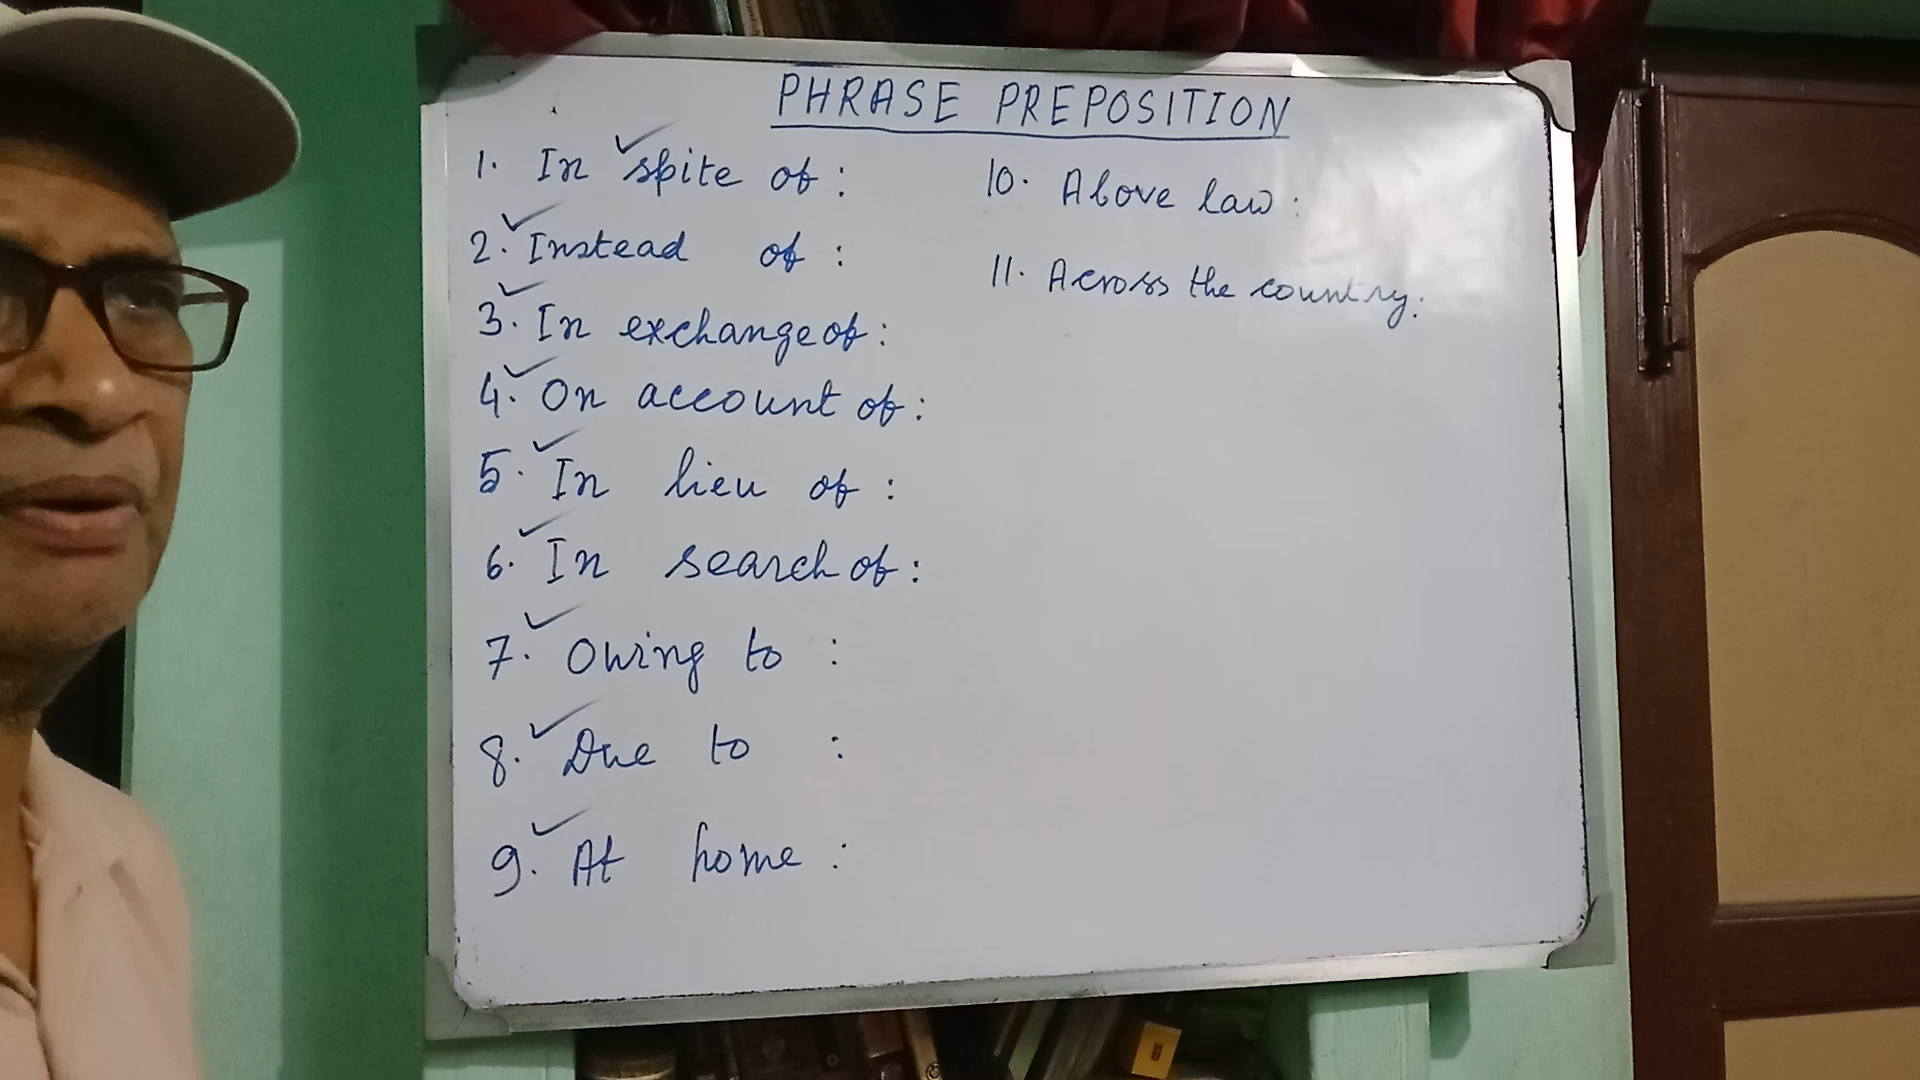 PHRASE PREPOSITION
1. In spite of :
2. Instead of :
3. In exchange of :
4. On account of :
5. In lieu of :
6. In search of :
7. Owing to :
8. Due to :
9. At home :
10. Above law :
11. Across the country :